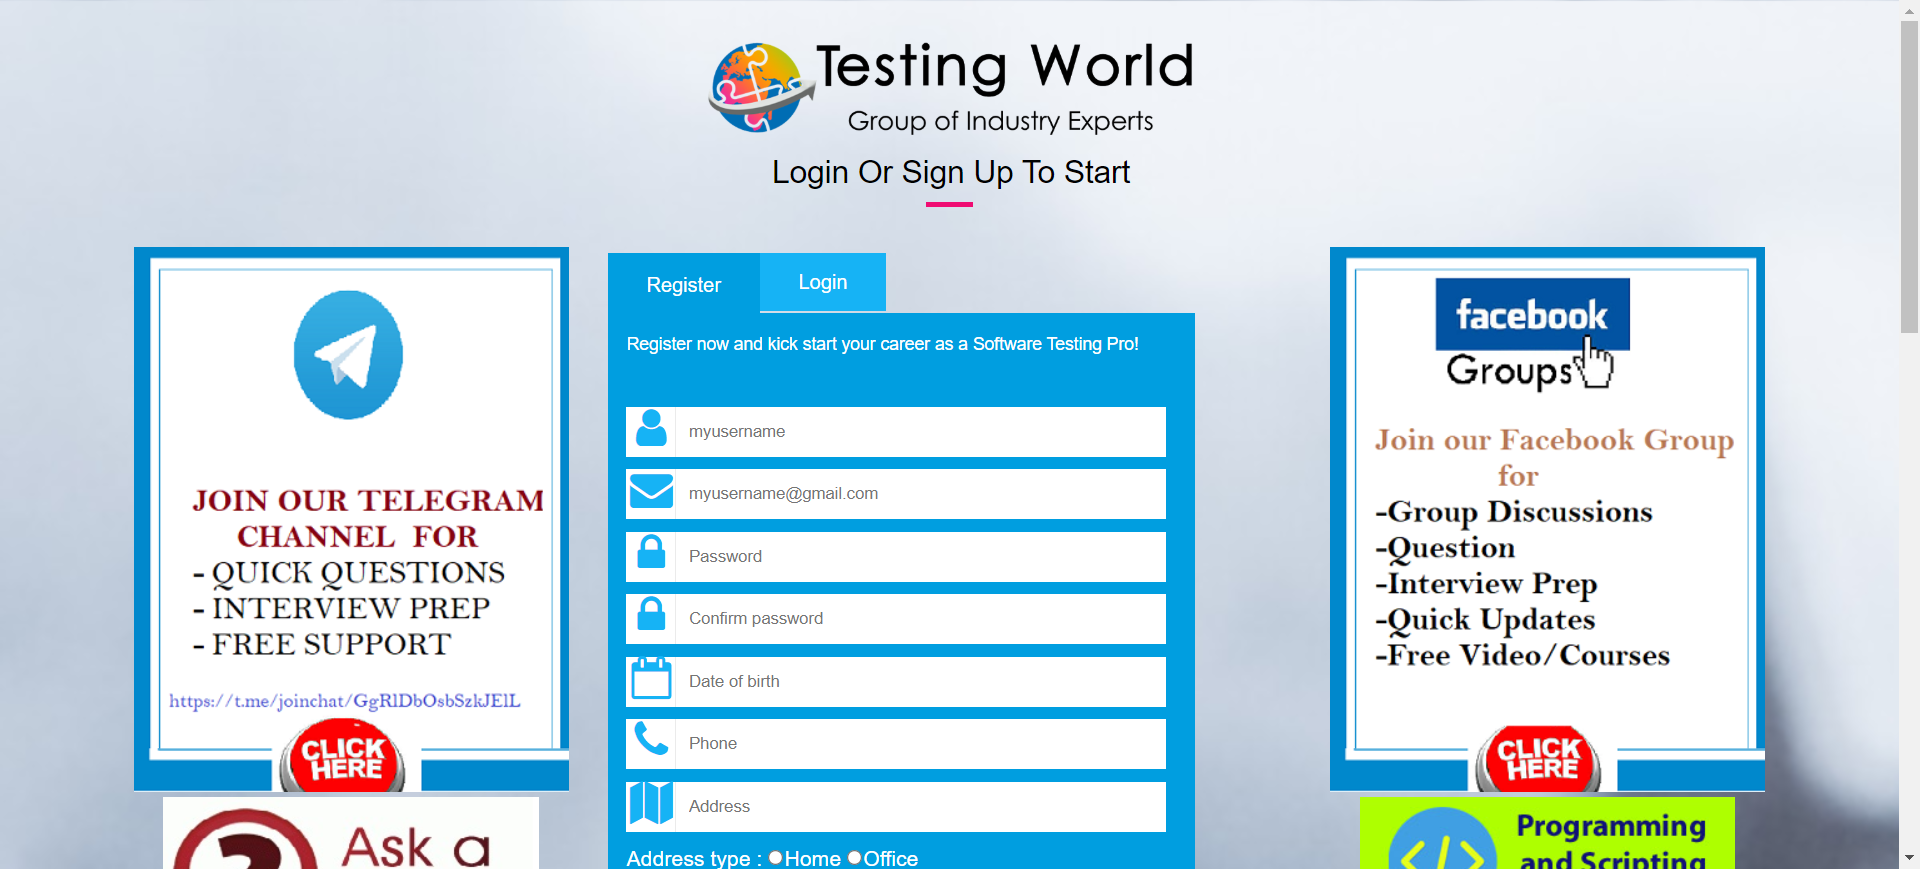 Testing World
Group of Industry Experts
Login Or Sign Up To Start
JOIN OUR TELEGRAM
CHANNEL FOR
- QUICK QUESTIONS
- INTERVIEW PREP
- FREE SUPPORT
https://t.me/joinchat/GgRlDbOsbSzkJElL
CLICK
HERE
Ask a
Register
Login
Register now and kick start your career as a Software Testing Pro!
myusername
myusername@gmail.com
Password
Confirm password
Date of birth
Phone
Address
Address type : Home Office
facebook
Groups
Join our Facebook Group
for
-Group Discussions
-Question
-Interview Prep
-Quick Updates
-Free Video/Courses
CLICK
HERE
Programming
and Scripting